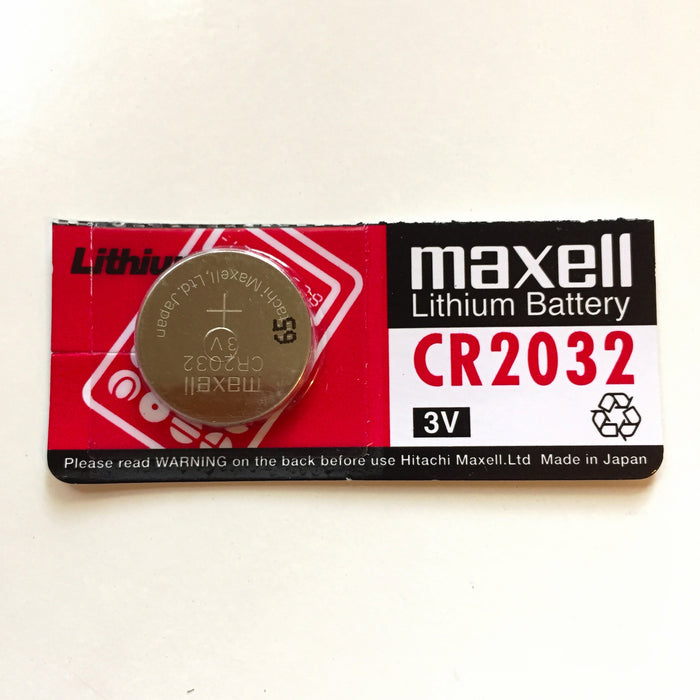 maxell
Lithium Battery
CR2032
3V
Hitachi Maxell,Ltd.Japan
+
3V
CR2032
maxell
65
Please read WARNING on the back before use Hitachi Maxell.Ltd Made in Japan